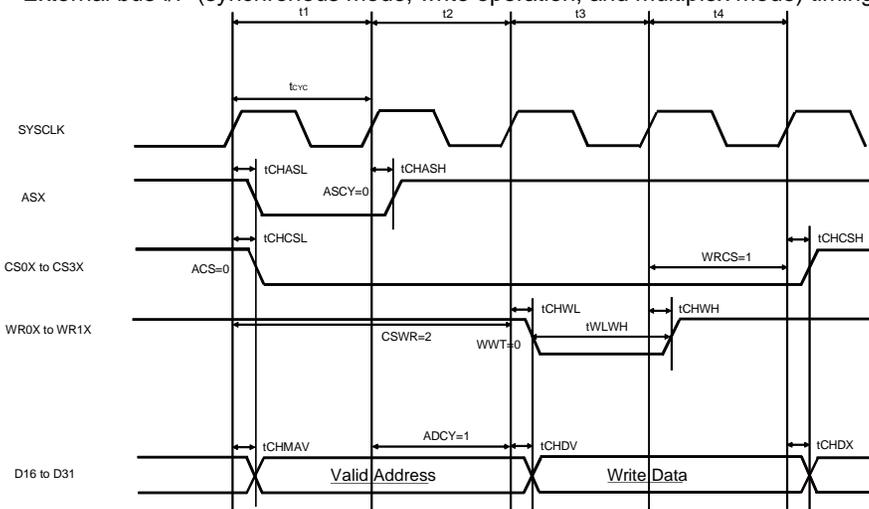 External bus I/F (synchronous mode, write operation, and multiplex mode) timing
t1 t2 t3 t4
tCYC
SYSCLK
tCHASL tCHASH
ASCY=0
ASX
tCHCSL tCHCSH
WRCS=1
CS0X to CS3X
ACS=0
tCHWL tCHWH
WR0X to WR1X
tWLWH
CSWR=2
WWT=0
ADCY=1
tCHMAV tCHDV tCHDX
D16 to D31
Valid Address Write Data